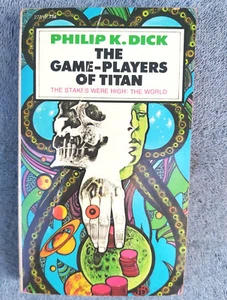 PHILIP K. DICK
THE
GAME-PLAYERS
OF TITAN
THE STAKES WERE HIGH: THE WORLD